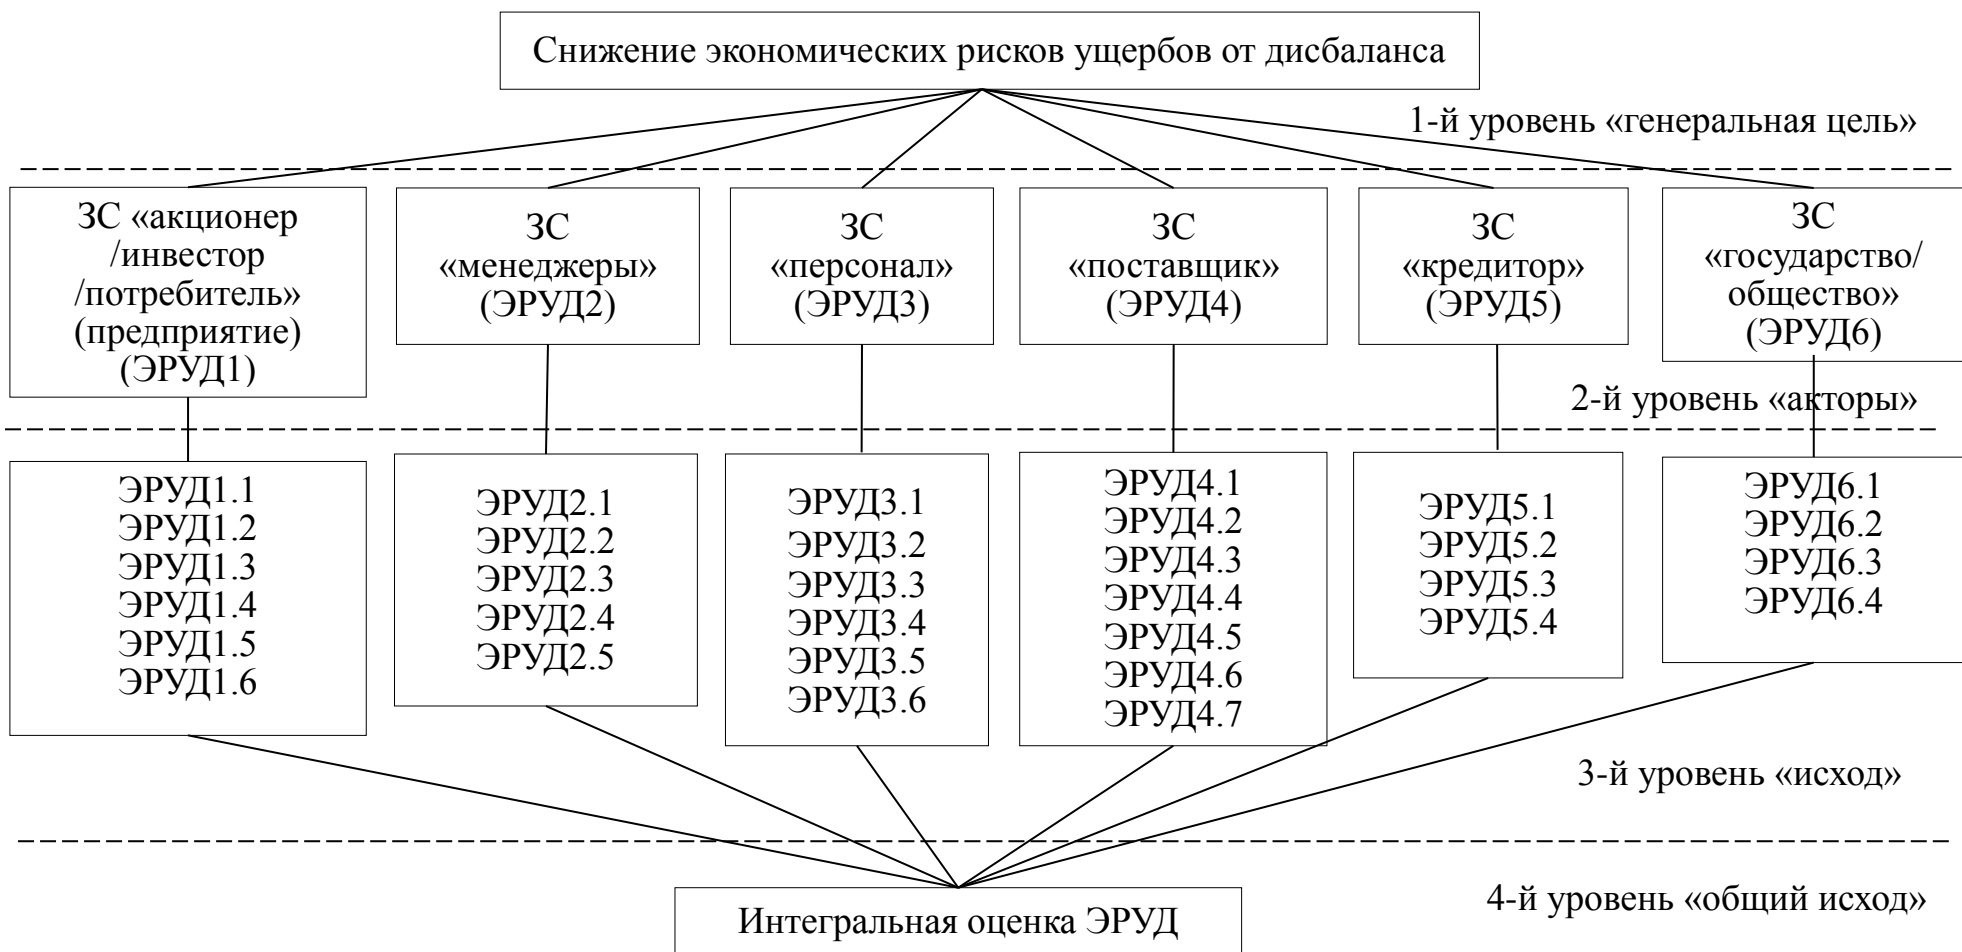 Снижение экономических рисков ущербов от дисбаланса
1-й уровень «генеральная цель»
ЗС «акционер
/инвестор
/потребитель»
(предприятие)
(ЭРУД1)
ЗС
«менеджеры»
(ЭРУД2)
ЗС
«персонал»
(ЭРУД3)
ЗС
«поставщик»
(ЭРУД4)
ЗС
«кредитор»
(ЭРУД5)
ЗС
«государство/
общество»
(ЭРУД6)
2-й уровень «акторы»
ЭРУД1.1
ЭРУД1.2
ЭРУД1.3
ЭРУД1.4
ЭРУД1.5
ЭРУД1.6
ЭРУД2.1
ЭРУД2.2
ЭРУД2.3
ЭРУД2.4
ЭРУД2.5
ЭРУД3.1
ЭРУД3.2
ЭРУД3.3
ЭРУД3.4
ЭРУД3.5
ЭРУД3.6
ЭРУД4.1
ЭРУД4.2
ЭРУД4.3
ЭРУД4.4
ЭРУД4.5
ЭРУД4.6
ЭРУД4.7
ЭРУД5.1
ЭРУД5.2
ЭРУД5.3
ЭРУД5.4
ЭРУД6.1
ЭРУД6.2
ЭРУД6.3
ЭРУД6.4
3-й уровень «исход»
4-й уровень «общий исход»
Интегральная оценка ЭРУД